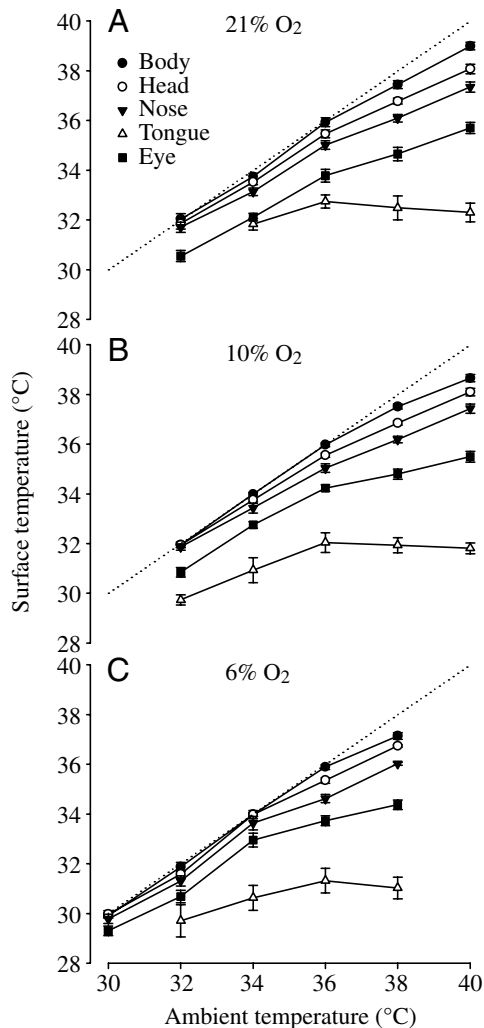 A
21% O₂
Body
Head
Nose
Tongue
Eye
40
38
36
34
32
30
28
B
10% O₂
40
38
36
34
32
30
28
Surface temperature (°C)
C
6% O₂
40
38
36
34
32
30
28
30 32 34 36 38 40
Ambient temperature (°C)